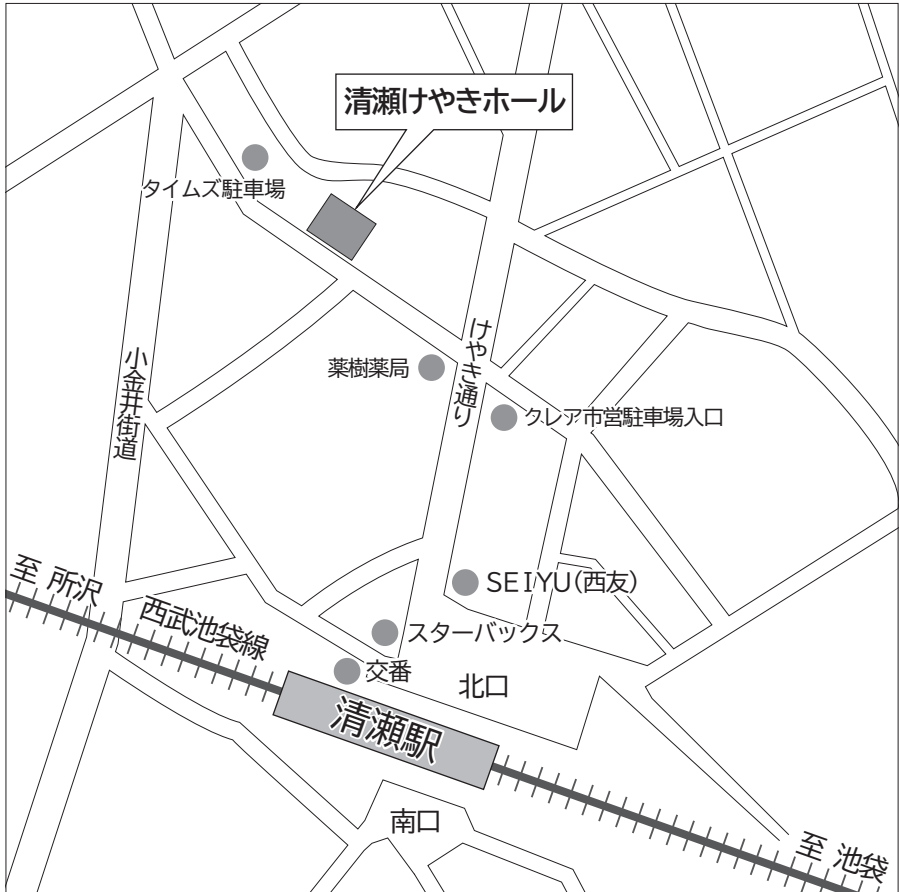 清瀬けやきホール
タイムズ駐車場
けやき通り
薬樹薬局
小金井街道
クレア市営駐車場入口
至 所沢
西武池袋線
SEIYU(西友)
スターバックス
交番
北口
清瀬駅
南口
至 池袋